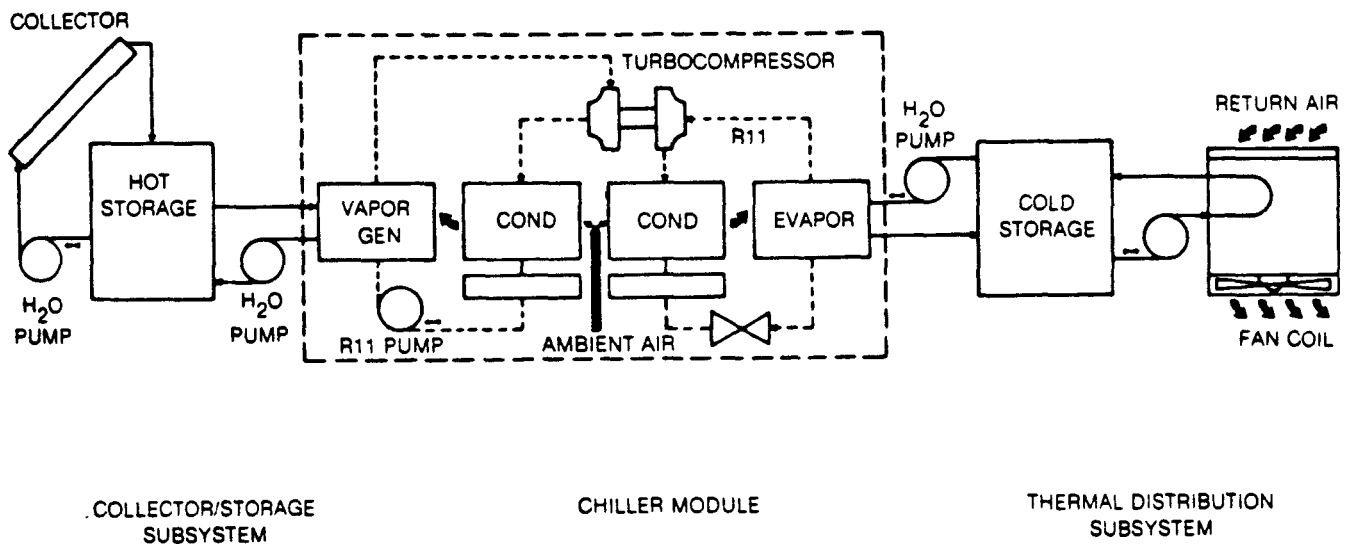 COLLECTOR
TURBOCOMPRESSOR
H2O
PUMP
RETURN AIR
R11
HOT
STORAGE
VAPOR
GEN
COND
COND
EVAPOR
COLD
STORAGE
H2O
PUMP
H2O
PUMP
R11 PUMP
AMBIENT AIR
FAN COIL
.COLLECTOR/STORAGE
SUBSYSTEM
CHILLER MODULE
THERMAL DISTRIBUTION
SUBSYSTEM